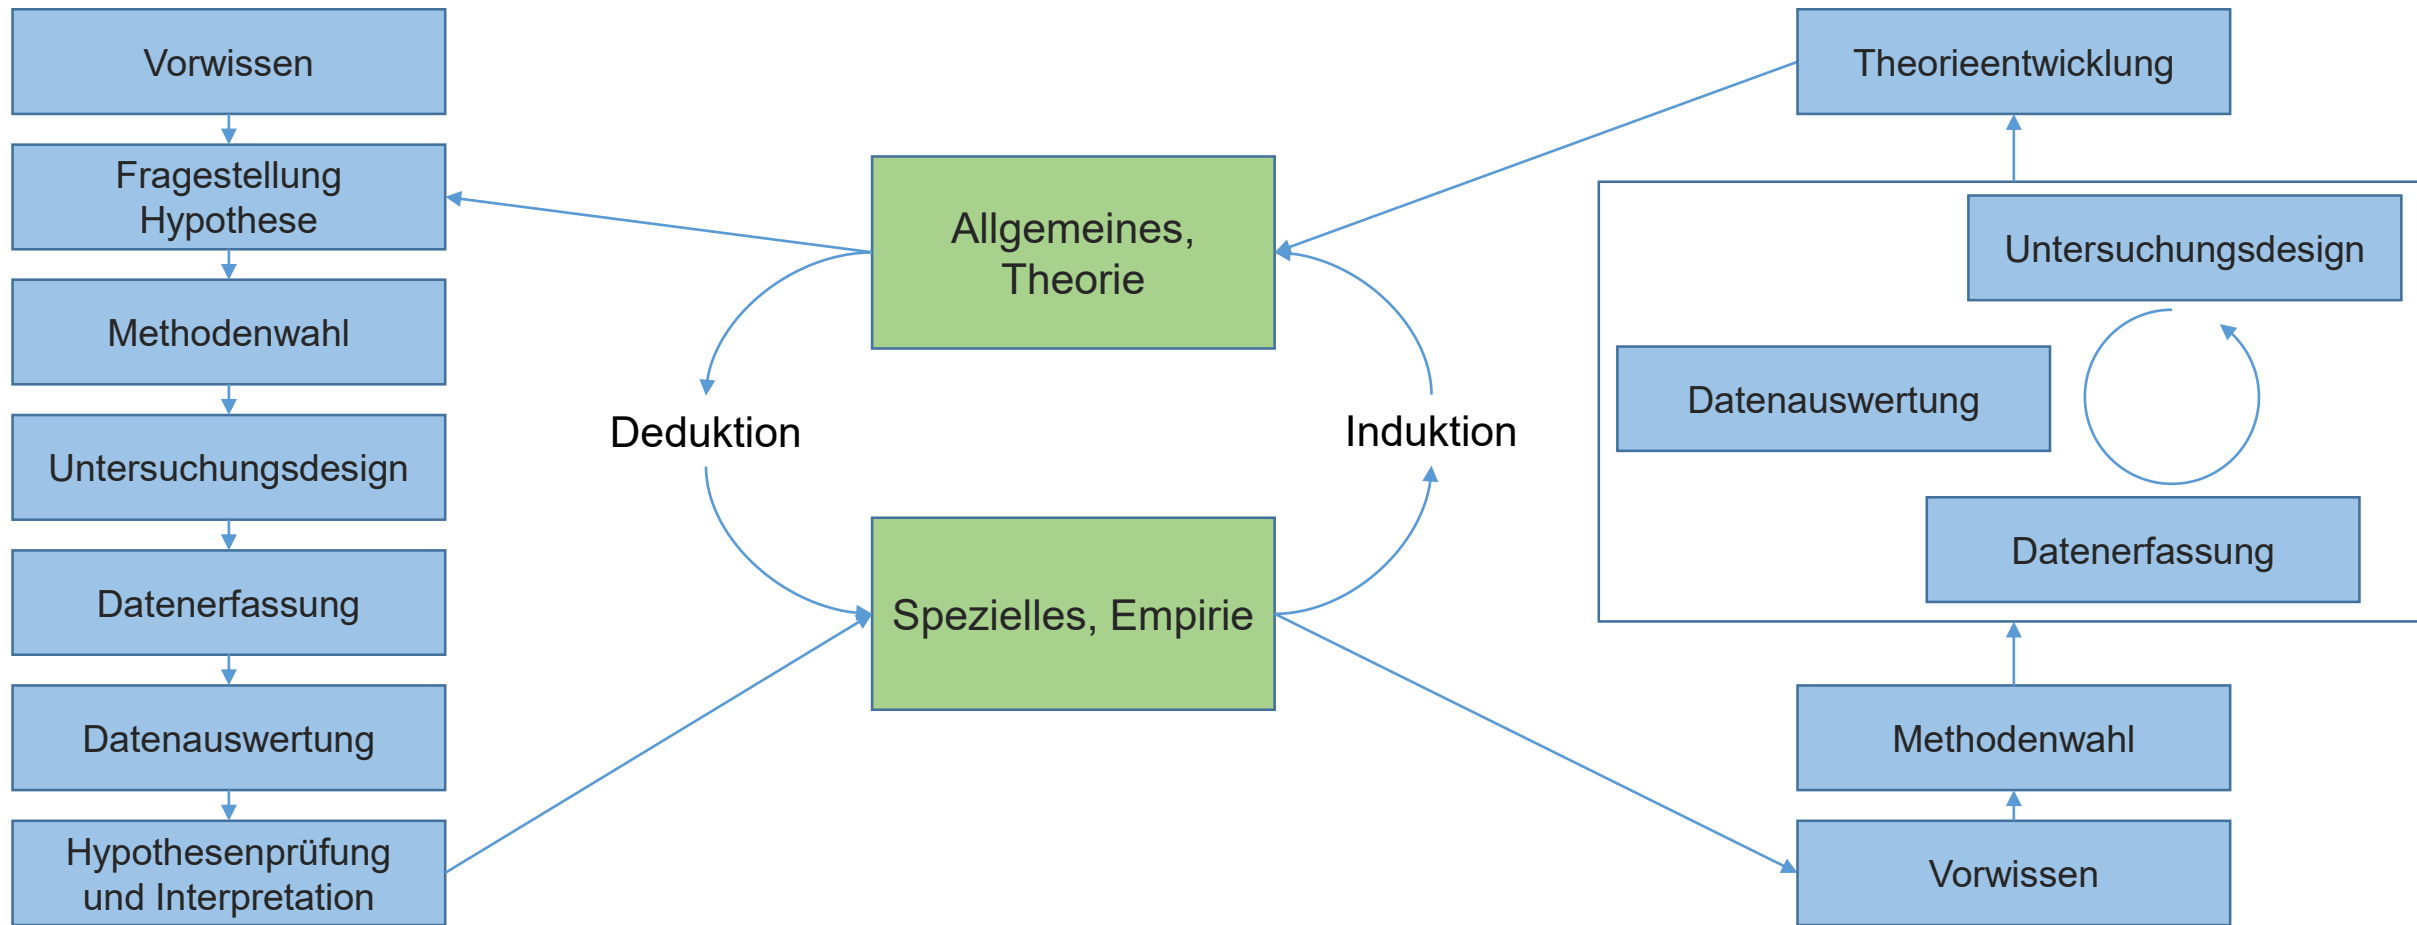 Vorwissen
Fragestellung
Hypothese
Methodenwahl
Untersuchungsdesign
Datenerfassung
Datenauswertung
Hypothesenprüfung
und Interpretation
Allgemeines,
Theorie
Deduktion
Induktion
Spezielles, Empirie
Theorieentwicklung
Untersuchungsdesign
Datenauswertung
Datenerfassung
Methodenwahl
Vorwissen